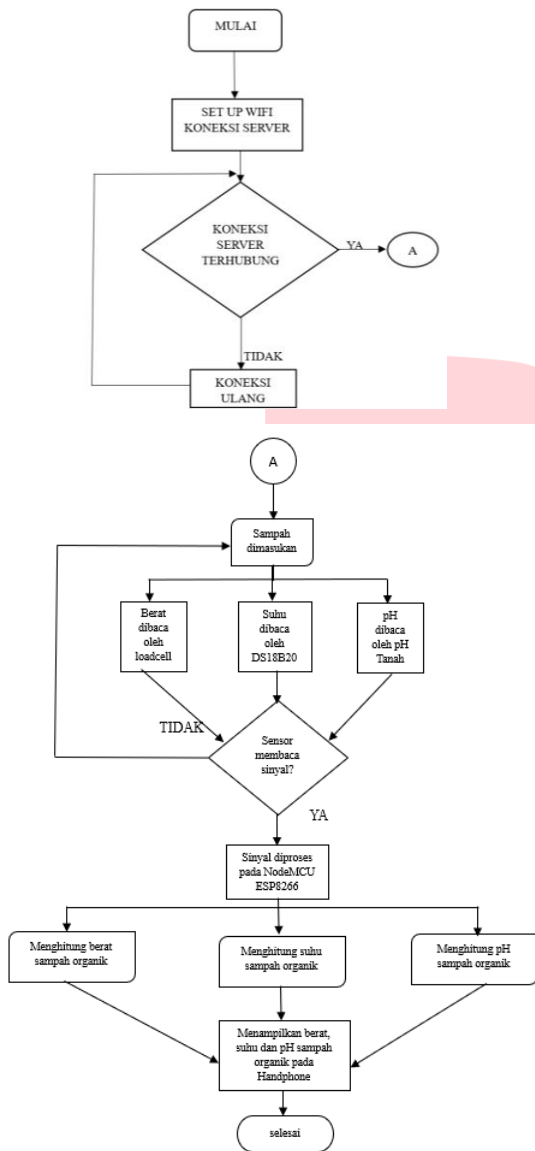 MULAI
SET UP WIFI
KONEKSI SERVER
KONEKSI
SERVER
TERHUBUNG
YA
A
TIDAK
KONEKSI
ULANG
A
Sampah
dimasukan
Berat
dibaca
oleh
loadcell
Suhu
dibaca
oleh
DS18B20
pH
dibaca
oleh pH
Tanah
TIDAK
Sensor
membaca
sinyal?
YA
Sinyal diproses
pada NodeMCU
ESP8266
Menghitung berat
sampah organik
Menghitung suhu
sampah organik
Menghitung pH
sampah organik
Menampilkan berat,
suhu dan pH sampah
organik pada
Handphone
selesai